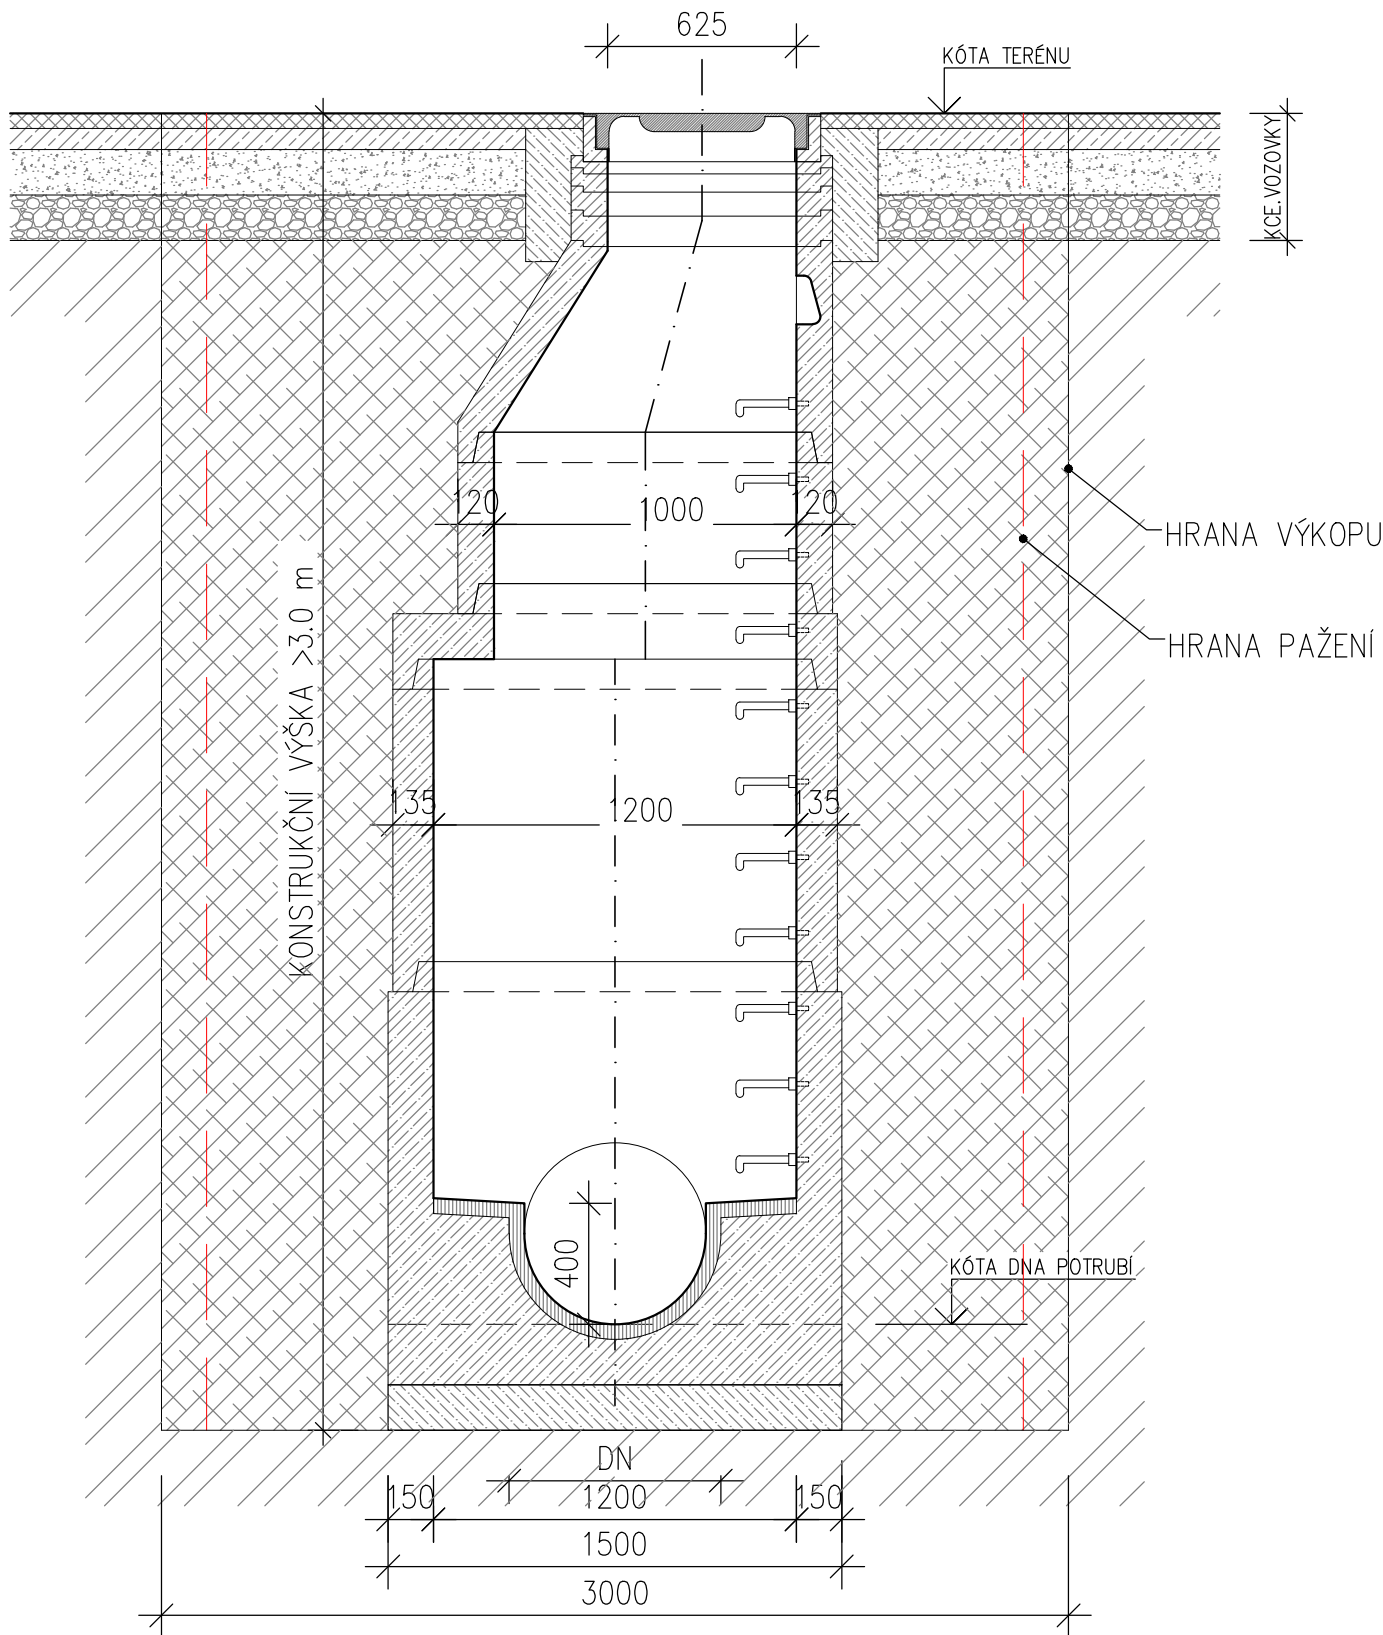 625
KÓTA TERÉNU
KCE.VOZOVKY
120
1000
120
HRANA VÝKOPU
HRANA PAŽENÍ
KONSTRUKČNÍ VÝŠKA >3.0 m
135
1200
135
400
KÓTA DNA POTRUBÍ
DN
150
1200
150
1500
3000